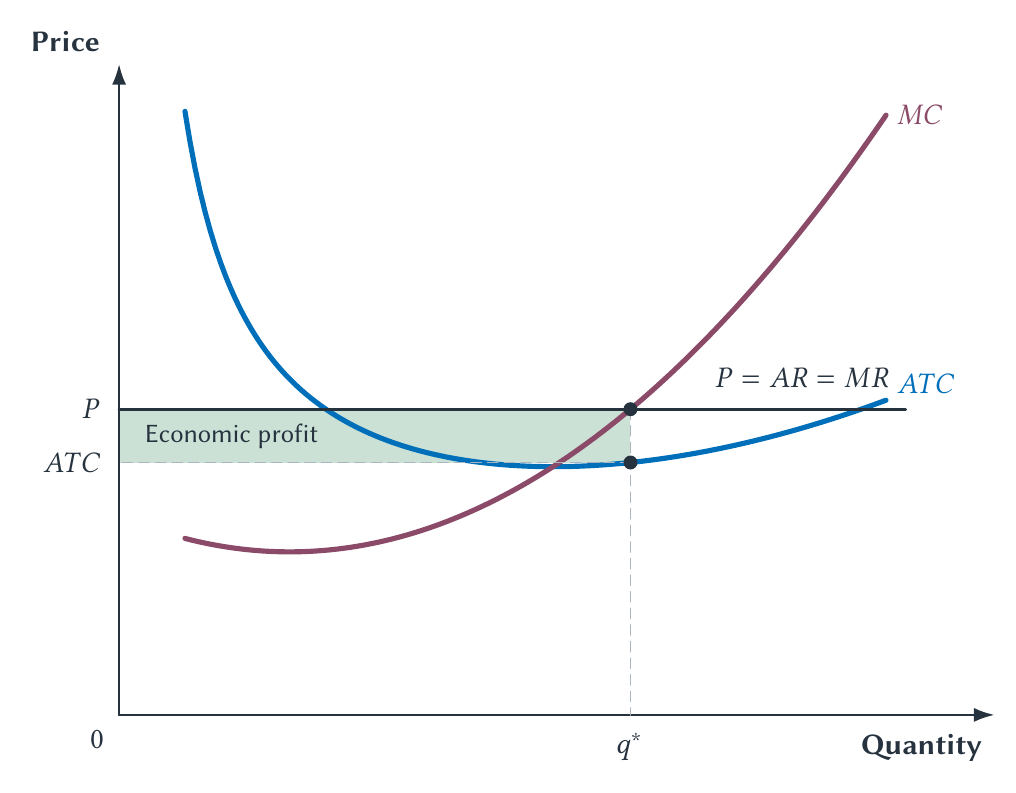 Price
MC
P = AR = MR
ATC
P
Economic profit
ATC
0
q*
Quantity